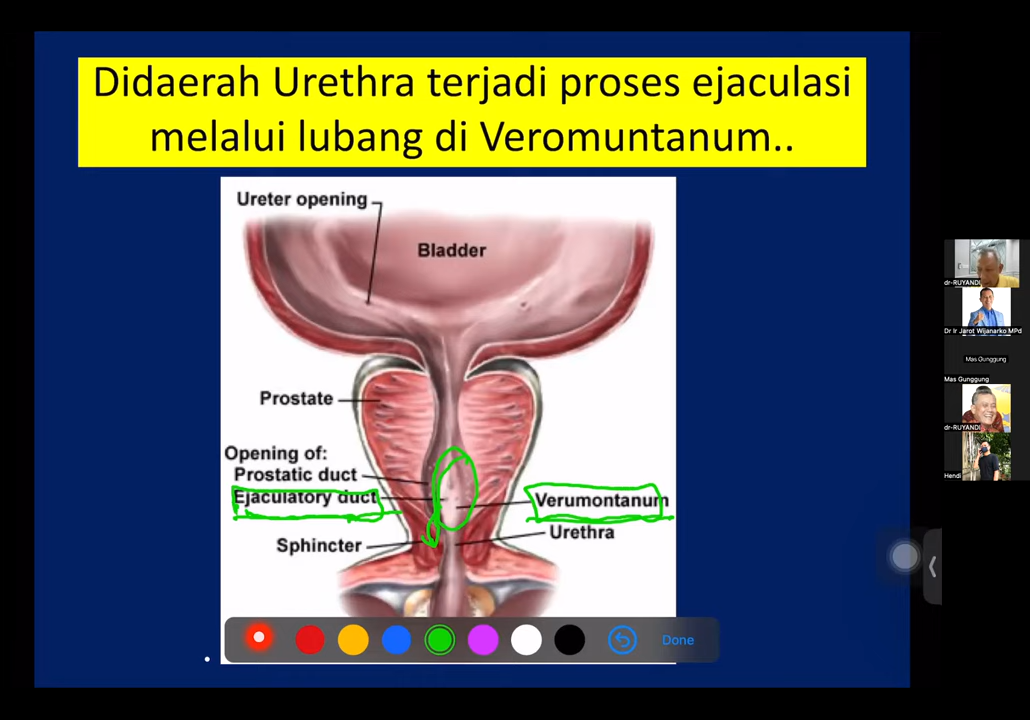 Didaerah Urethra terjadi proses ejaculasi
melalui lubang di Veromuntanum..
Ureter opening
Bladder
Prostate
Opening of:
Prostatic duct
Ejaculatory duct
Verumontanum
Urethra
Sphincter
Done
dr-RUYANDI
Dr Ir Jarot Wijanarko MPd
Mas Gunggung
Mas Gunggung
dr-RUYANDI
Hendi